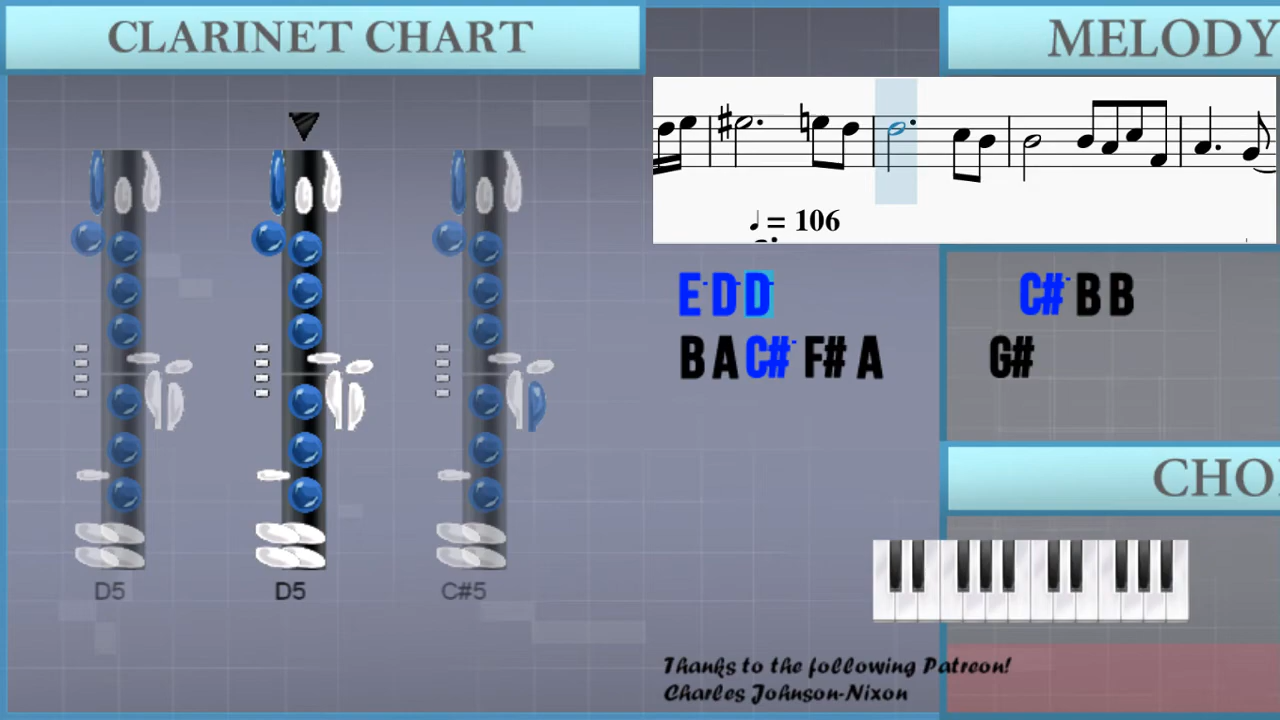 CLARINET CHART
MELODY
♩= 106
E- D- D-
C#- B B
B A C#- F# A
G#
CHO
D5
D5
C#5
Thanks to the following Patreon!
Charles Johnson-Nixon